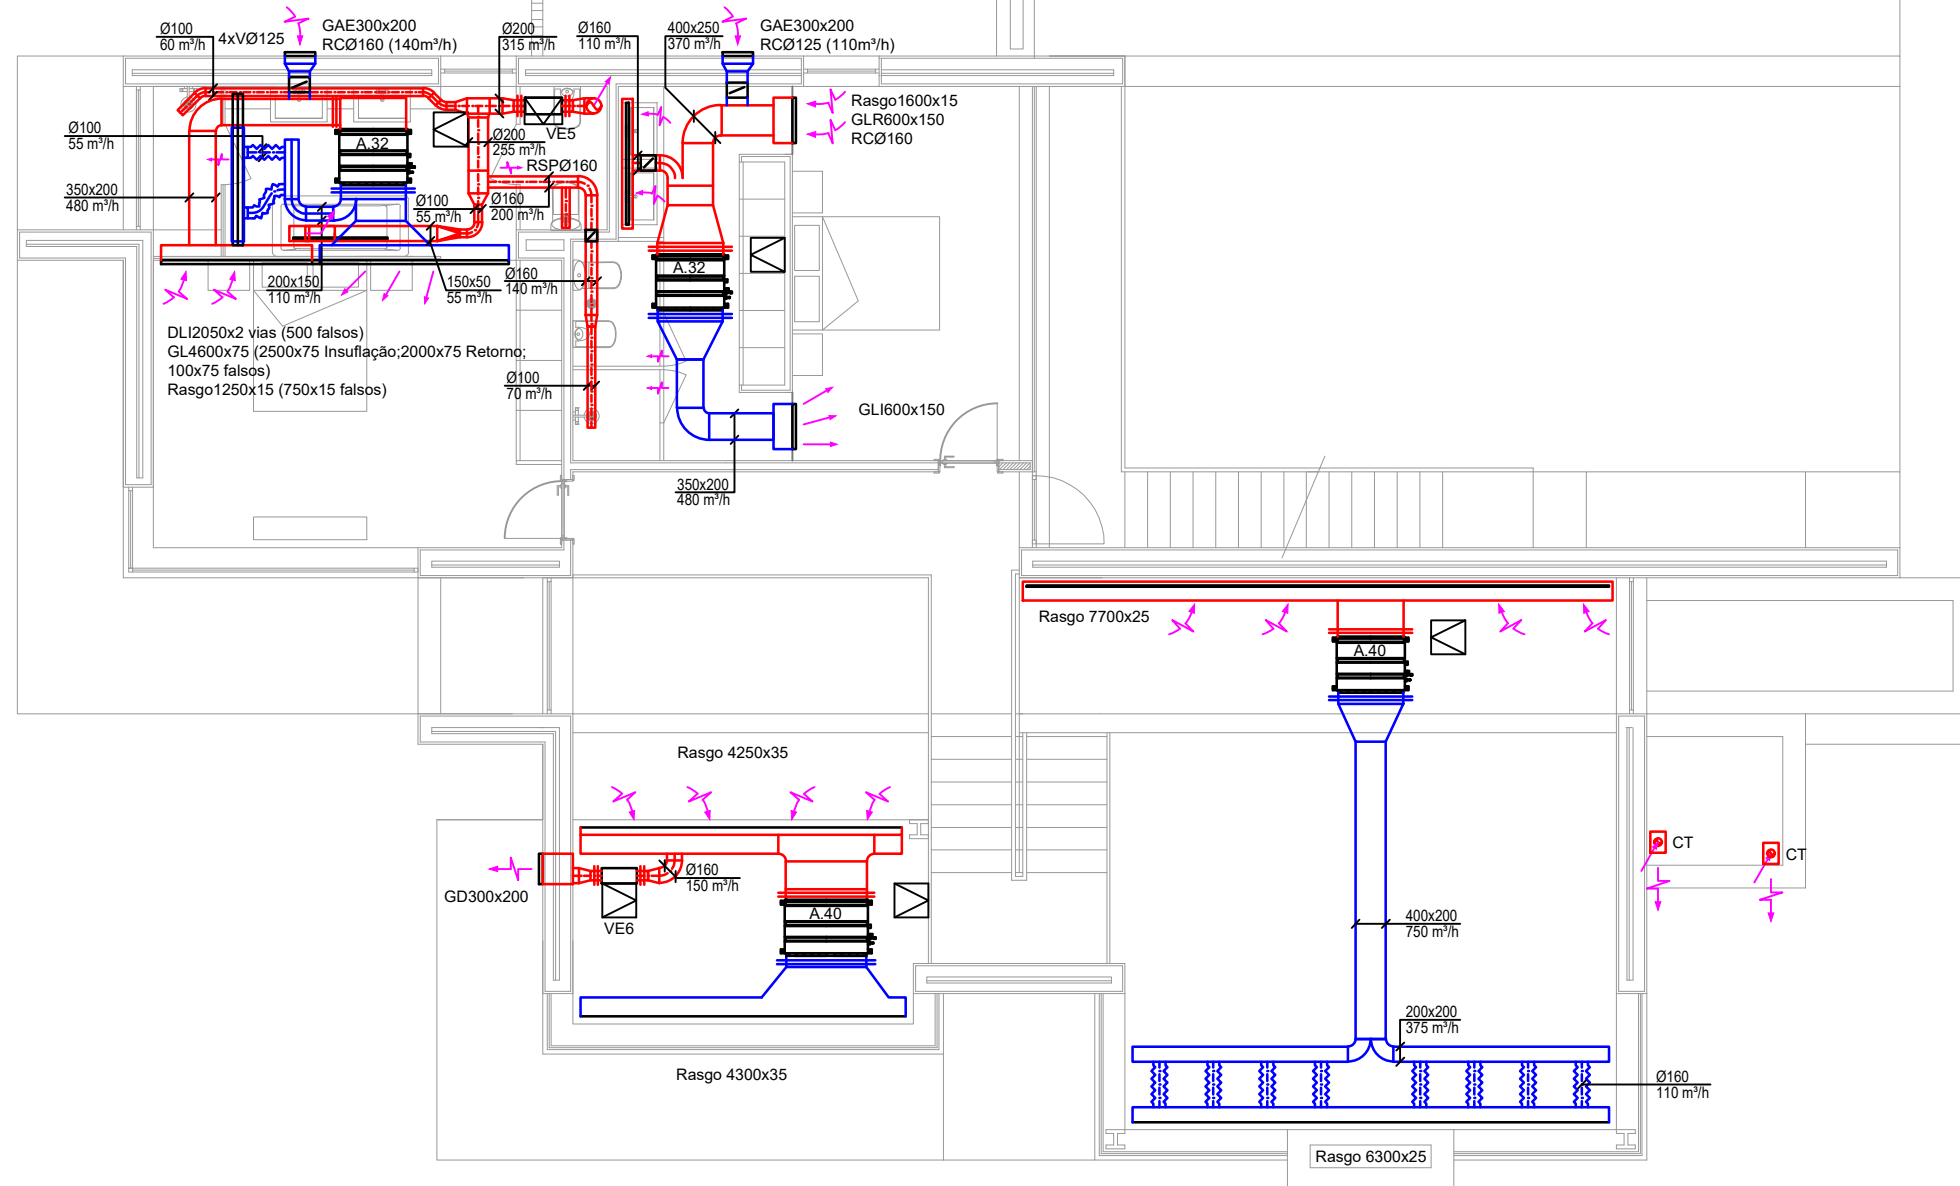 Ø100
60 m³/h
4xVØ125
GAE300x200
RCØ160 (140m³/h)
Ø200
315 m³/h
Ø160
110 m³/h
400x250
370 m³/h
GAE300x200
RCØ125 (110m³/h)
Rasgo1600x15
GLR600x150
RCØ160
Ø100
55 m³/h
A.32
VE5
Ø200
255 m³/h
RSPØ160
350x200
480 m³/h
Ø100
55 m³/h
Ø160
200 m³/h
A.32
200x150
110 m³/h
150x50
55 m³/h
Ø160
140 m³/h
DLI2050x2 vias (500 falsos)
GL4600x75 (2500x75 Insuflação;2000x75 Retorno;
100x75 falsos)
Rasgo1250x15 (750x15 falsos)
Ø100
70 m³/h
GLI600x150
350x200
480 m³/h
Rasgo 7700x25
A.40
Rasgo 4250x35
Ø160
150 m³/h
GD300x200
VE6
A.40
CT
CT
400x200
750 m³/h
200x200
375 m³/h
Rasgo 4300x35
Ø160
110 m³/h
Rasgo 6300x25